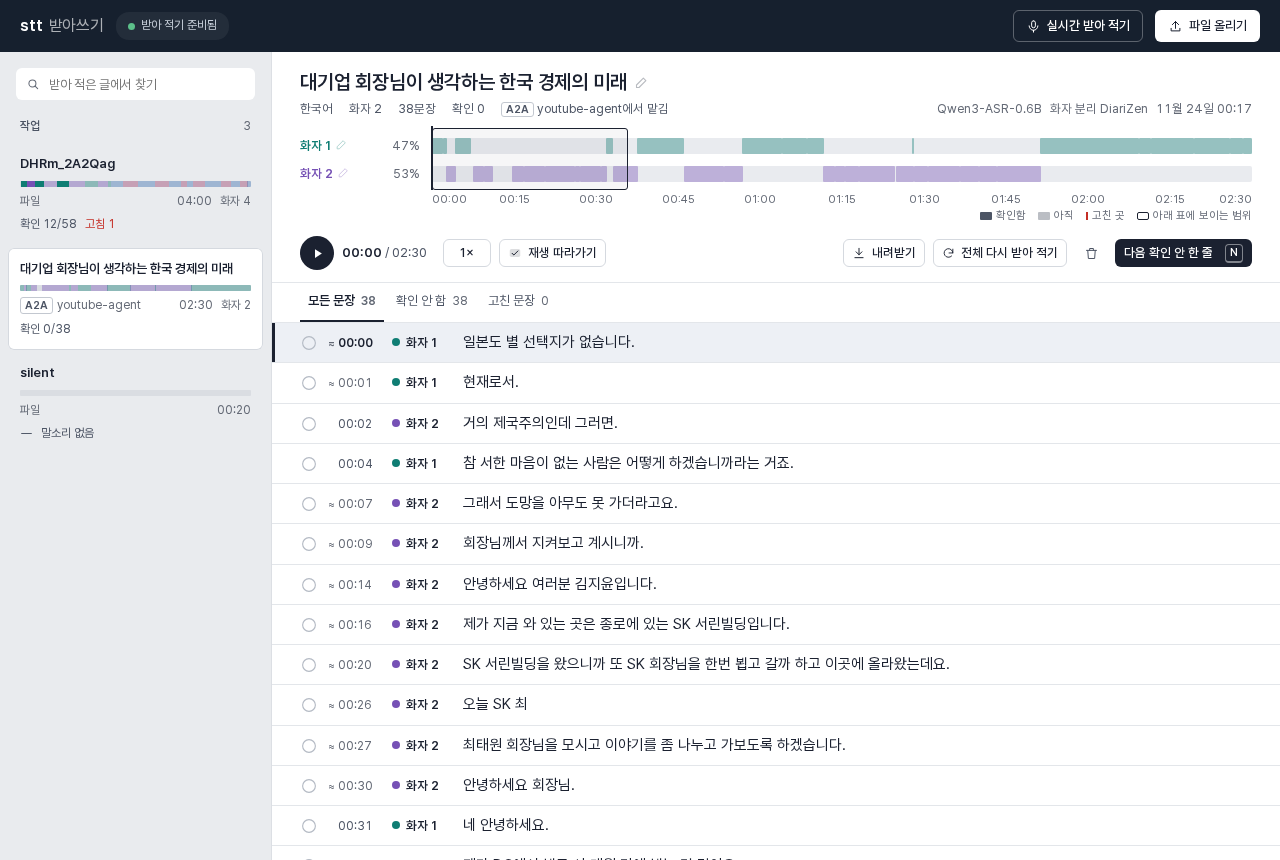 stt 받아쓰기 받아 적기 준비됨 실시간 받아 적기 파일 올리기
받아 적은 글에서 찾기
작업 3
DHRm_2A2Qag
파일 04:00 화자 4
확인 12/58 고침 1
대기업 회장님이 생각하는 한국 경제의 미래
A2A youtube-agent 02:30 화자 2
확인 0/38
silent
파일 00:20
— 말소리 없음
대기업 회장님이 생각하는 한국 경제의 미래
한국어 화자 2 38문장 확인 0 A2A youtube-agent에서 맡김 Qwen3-ASR-0.6B 화자 분리 DiariZen 11월 24일 00:17
화자 1 47%
화자 2 53%
00:00 00:15 00:30 00:45 01:00 01:15 01:30 01:45 02:00 02:15 02:30
확인함 아직 고친 곳 아래 표에 보이는 범위
00:00 / 02:30 1× 재생 따라가기 내려받기 전체 다시 받아 적기 다음 확인 안 한 줄 N
모든 문장 38 확인 안 함 38 고친 문장 0
≈ 00:00 화자 1 일본도 별 선택지가 없습니다.
≈ 00:01 화자 1 현재로서.
00:02 화자 2 거의 제국주의인데 그러면.
00:04 화자 1 참 서한 마음이 없는 사람은 어떻게 하겠습니까라는 거죠.
≈ 00:07 화자 2 그래서 도망을 아무도 못 가더라고요.
≈ 00:09 화자 2 회장님께서 지켜보고 계시니까.
≈ 00:14 화자 2 안녕하세요 여러분 김지윤입니다.
≈ 00:16 화자 2 제가 지금 와 있는 곳은 종로에 있는 SK 서린빌딩입니다.
≈ 00:20 화자 2 SK 서린빌딩을 왔으니까 또 SK 회장님을 한번 뵙고 갈까 하고 이곳에 올라왔는데요.
≈ 00:26 화자 2 오늘 SK 최
≈ 00:27 화자 2 최태원 회장님을 모시고 이야기를 좀 나누고 가보도록 하겠습니다.
≈ 00:30 화자 2 안녕하세요 회장님.
00:31 화자 1 네 안녕하세요.